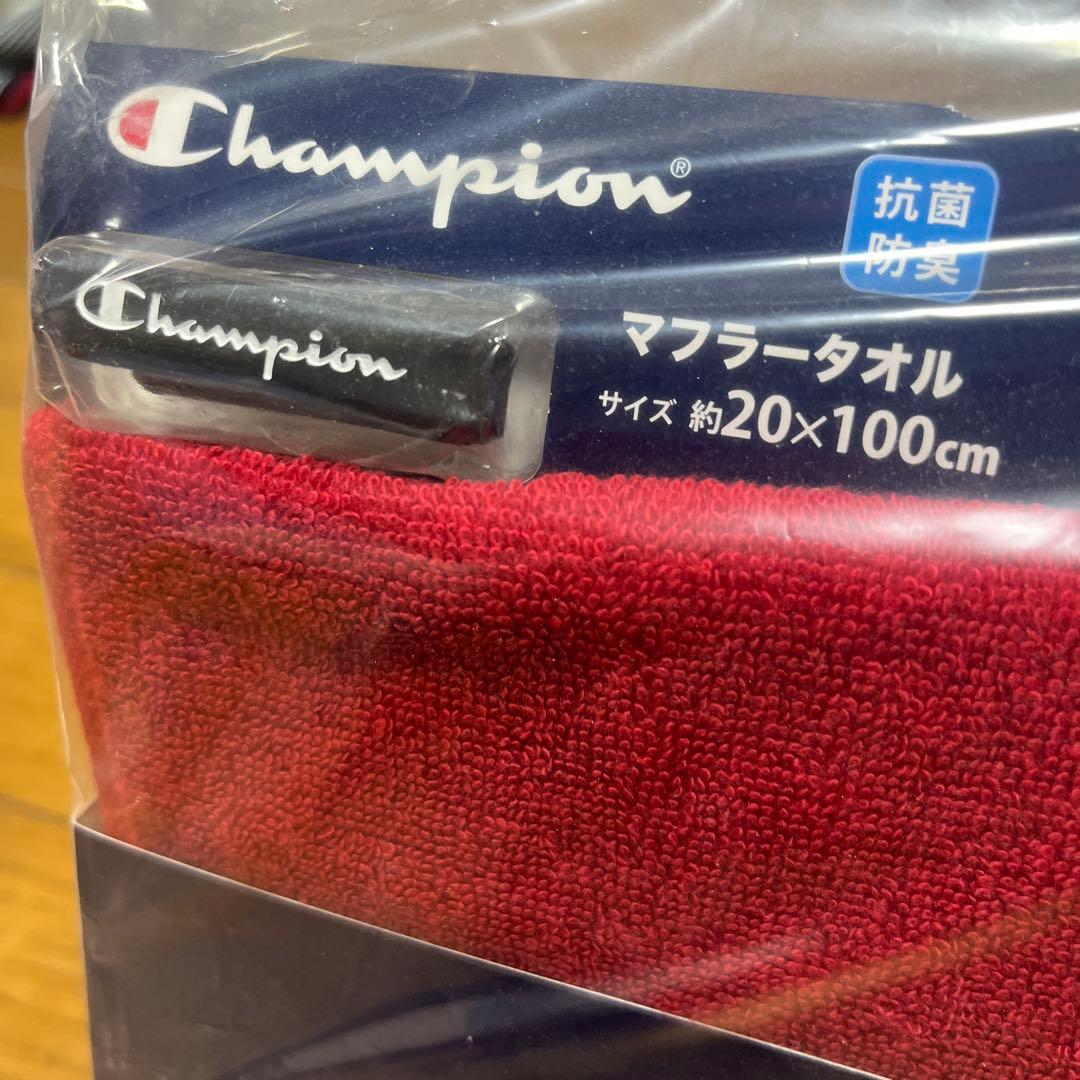 Champion®
抗菌
防臭
Champion
マフラータオル
サイズ 約20×100cm